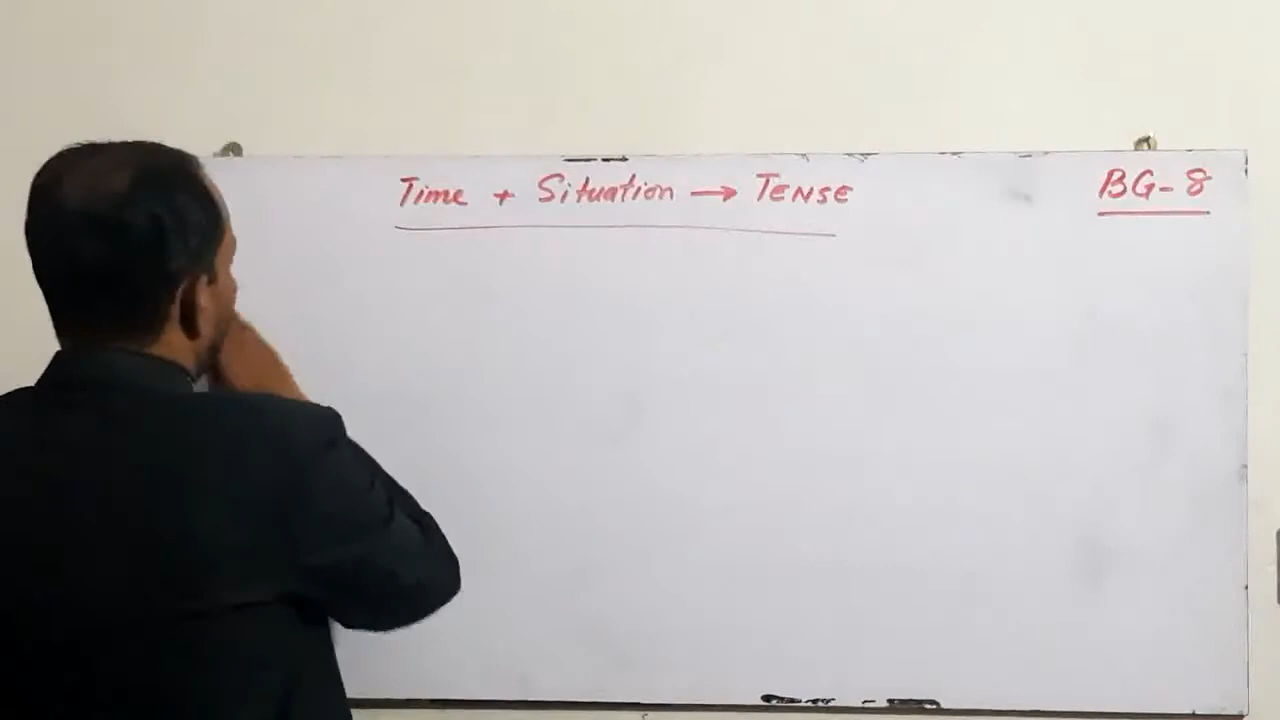 Time + Situation → TENSE
BG-8